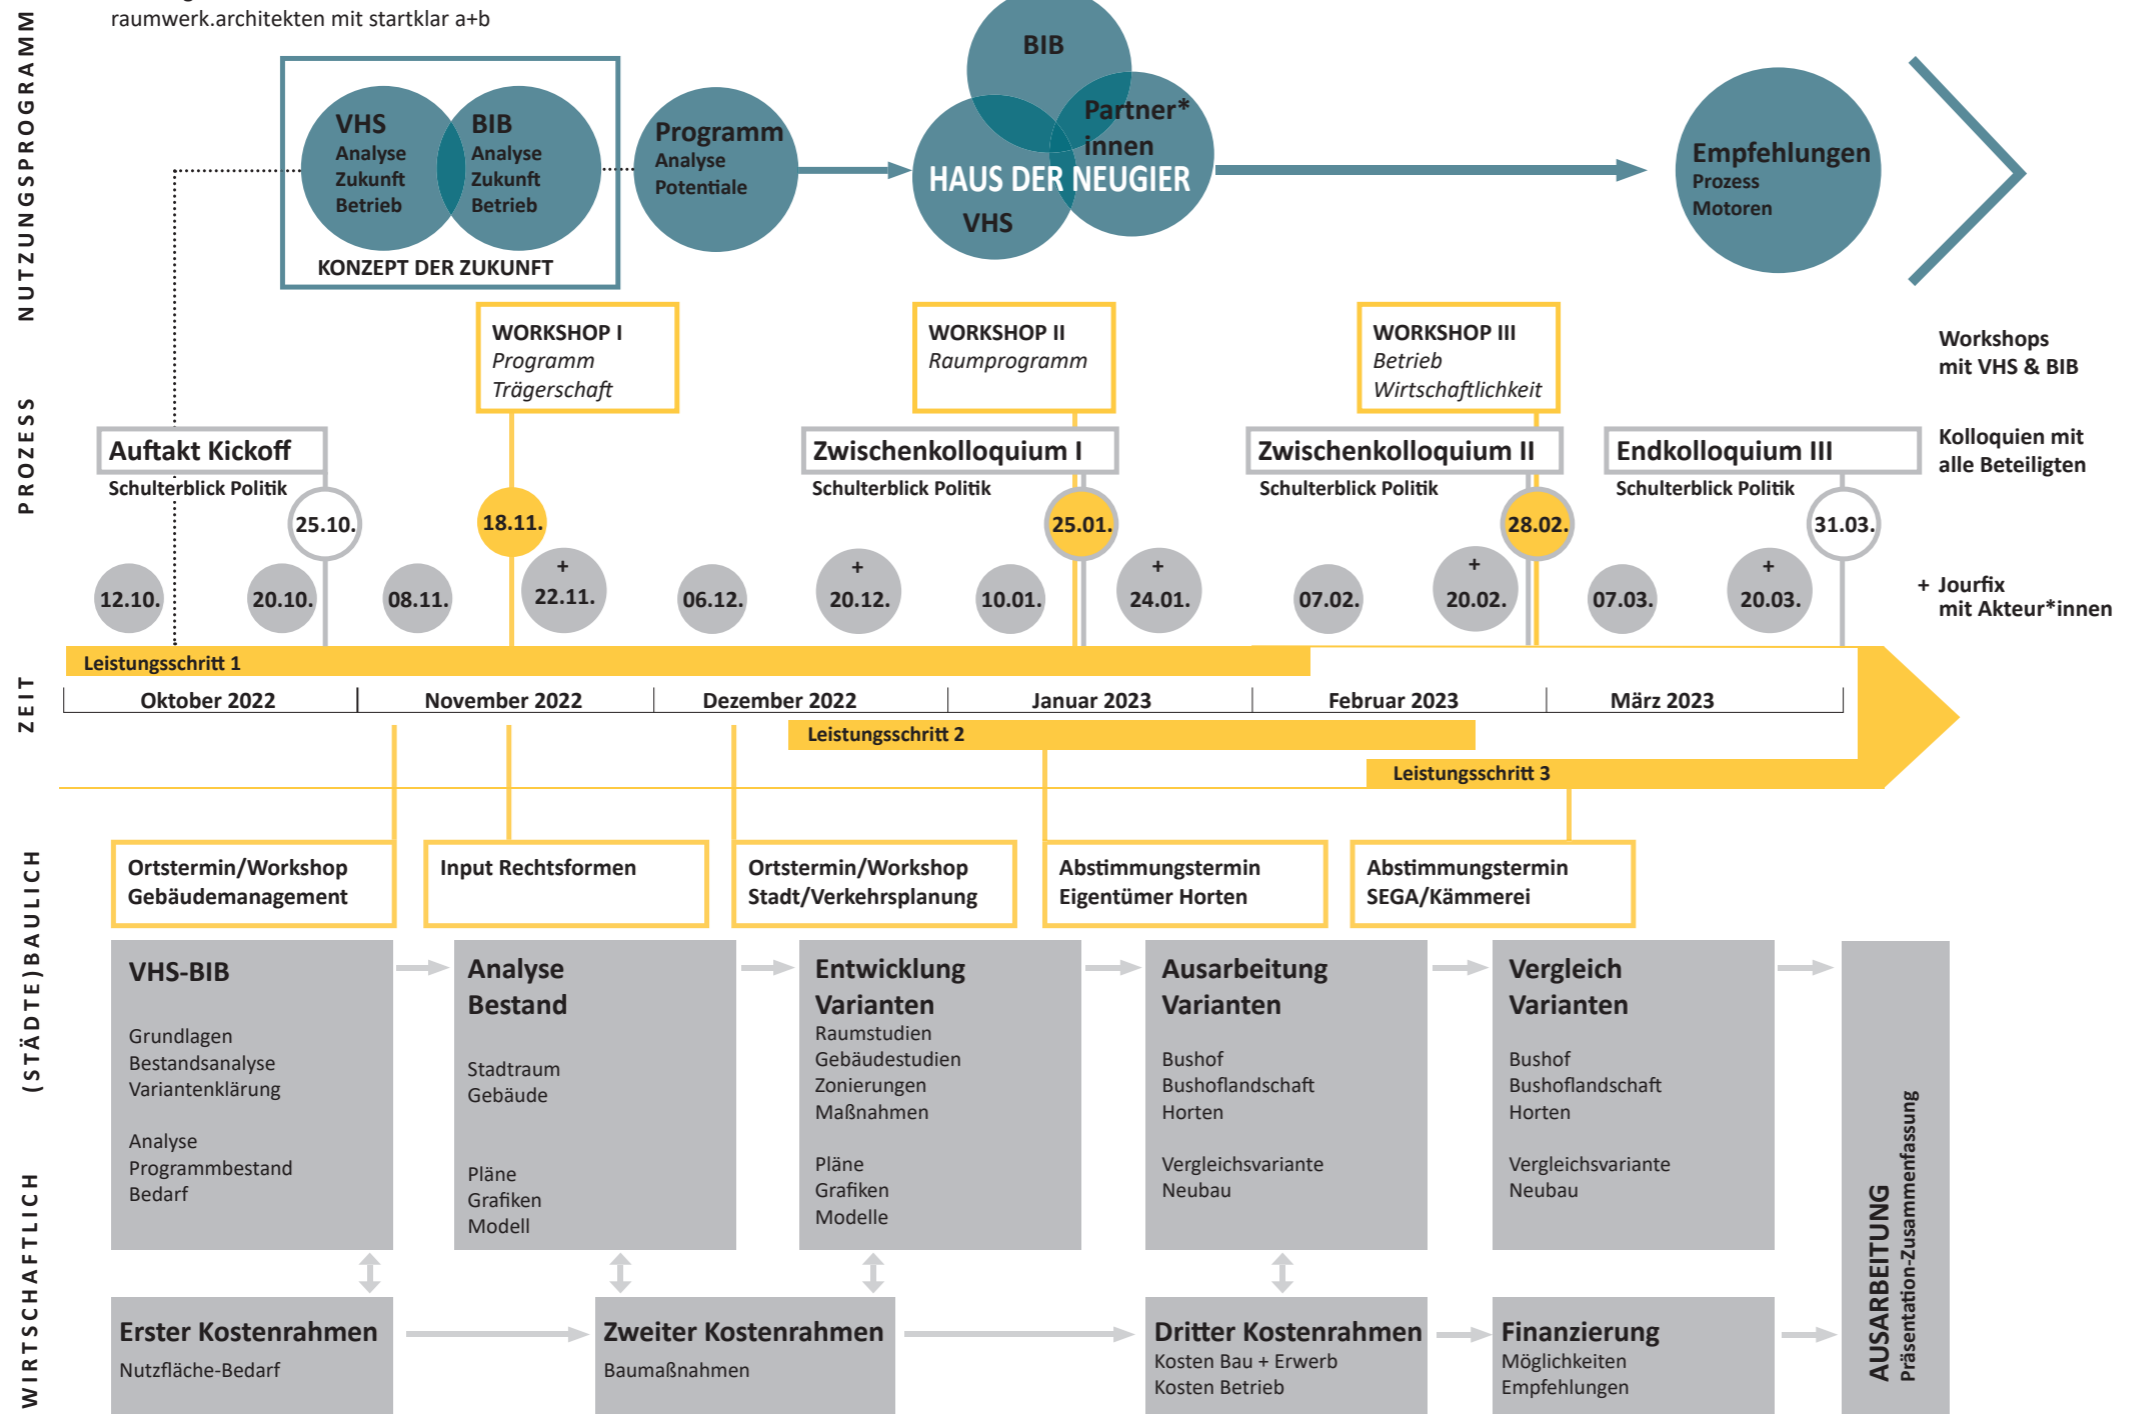 raumwerk.architekten mit startklar a+b
NUTZUNGSPROGRAMM
VHS
Analyse
Zukunft
Betrieb
BIB
Analyse
Zukunft
Betrieb
KONZEPT DER ZUKUNFT
Programm
Analyse
Potentiale
BIB
Partner*
innen
HAUS DER NEUGIER
VHS
Empfehlungen
Prozess
Motoren
PROZESS
WORKSHOP I
Programm
Trägerschaft
WORKSHOP II
Raumprogramm
WORKSHOP III
Betrieb
Wirtschaftlichkeit
Workshops
mit VHS & BIB
Auftakt Kickoff
Schulterblick Politik
Zwischenkolloquium I
Schulterblick Politik
Zwischenkolloquium II
Schulterblick Politik
Endkolloquium III
Schulterblick Politik
Kolloquien mit
alle Beteiligten
25.10.
18.11.
25.01.
28.02.
31.03.
12.10.
20.10.
08.11.
+
22.11.
06.12.
+
20.12.
10.01.
+
24.01.
07.02.
+
20.02.
07.03.
+
20.03.
+ Jourfix
mit Akteur*innen
ZEIT
Leistungsschritt 1
Oktober 2022
November 2022
Dezember 2022
Januar 2023
Februar 2023
März 2023
Leistungsschritt 2
Leistungsschritt 3
(STÄDTE)BAULICH
Ortstermin/Workshop
Gebäudemanagement
Input Rechtsformen
Ortstermin/Workshop
Stadt/Verkehrsplanung
Abstimmungstermin
Eigentümer Horten
Abstimmungstermin
SEGA/Kämmerei
VHS-BIB
Grundlagen
Bestandsanalyse
Variantenklärung
Analyse
Programmbestand
Bedarf
Analyse
Bestand
Stadtraum
Gebäude
Pläne
Grafiken
Modell
Entwicklung
Varianten
Raumstudien
Gebäudestudien
Zonierungen
Maßnahmen
Pläne
Grafiken
Modelle
Ausarbeitung
Varianten
Bushof
Bushoflandschaft
Horten
Vergleichsvariante
Neubau
Vergleich
Varianten
Bushof
Bushoflandschaft
Horten
Vergleichsvariante
Neubau
AUSARBEITUNG
Präsentation-Zusammenfassung
WIRTSCHAFTLICH
Erster Kostenrahmen
Nutzfläche-Bedarf
Zweiter Kostenrahmen
Baumaßnahmen
Dritter Kostenrahmen
Kosten Bau + Erwerb
Kosten Betrieb
Finanzierung
Möglichkeiten
Empfehlungen